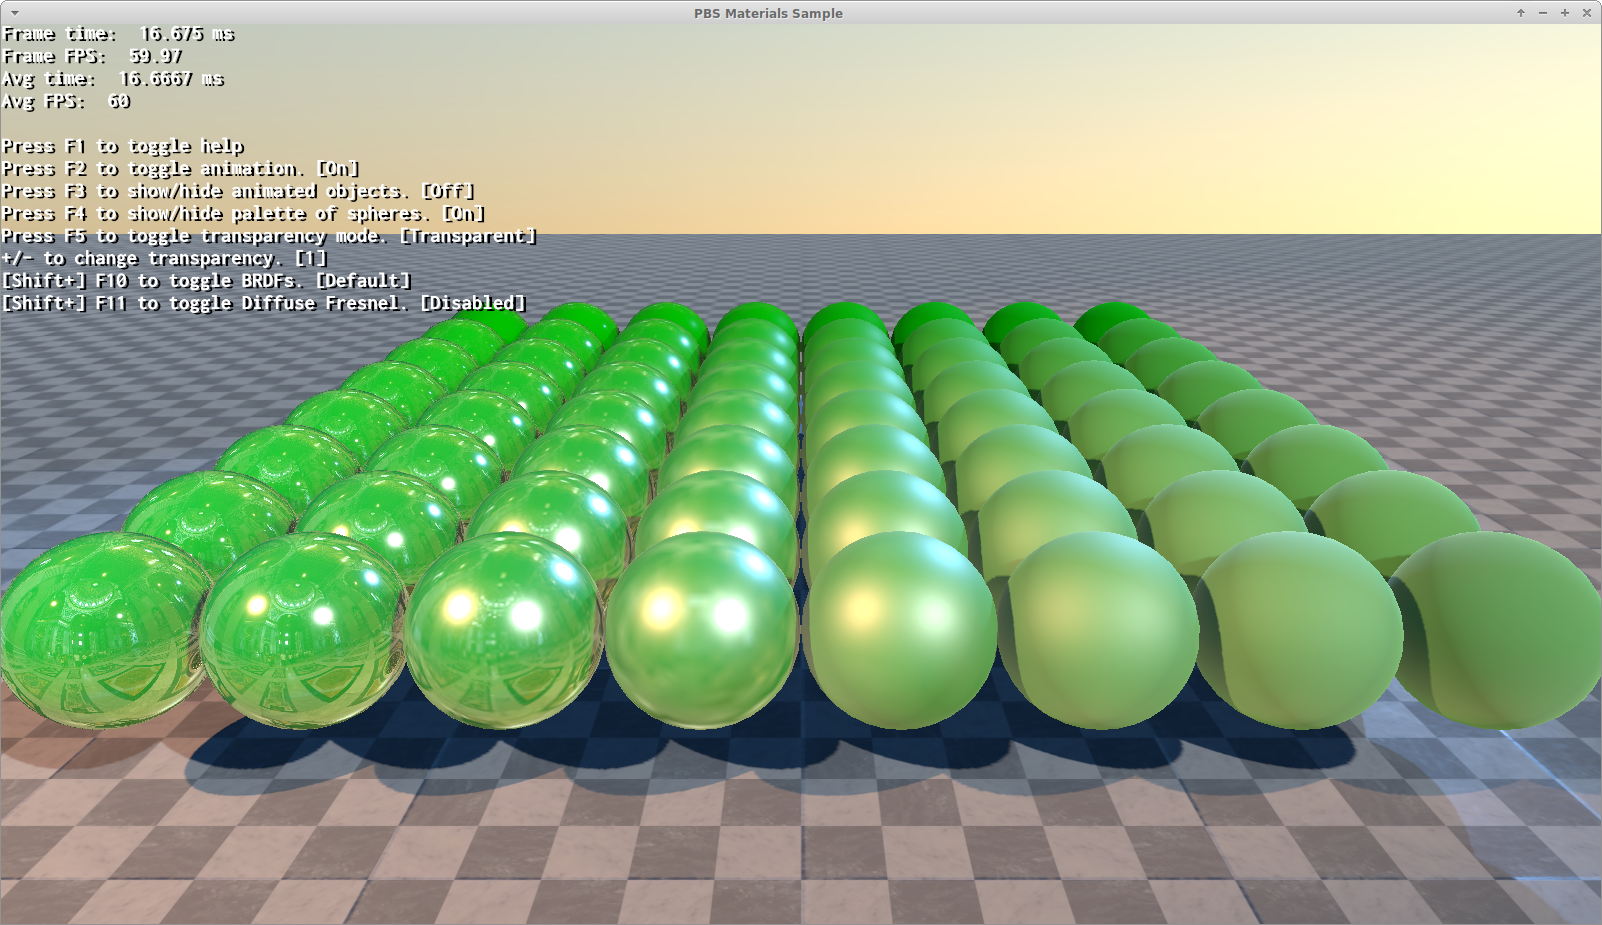 PBS Materials Sample
Frame time:  16.675 ms
Frame FPS:  59.97
Avg time:  16.6667 ms
Avg FPS:  60
Press F1 to toggle help
Press F2 to toggle animation. [On]
Press F3 to show/hide animated objects. [Off]
Press F4 to show/hide palette of spheres. [On]
Press F5 to toggle transparency mode. [Transparent]
+/- to change transparency. [1]
[Shift+] F10 to toggle BRDFs. [Default]
[Shift+] F11 to toggle Diffuse Fresnel. [Disabled]